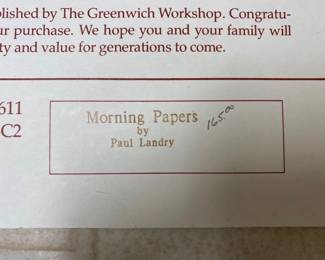 blished by The Greenwich Workshop. Congratu-
ur purchase. We hope you and your family will
ty and value for generations to come.
611
C2
Morning Papers
by
Paul Landry
165.00